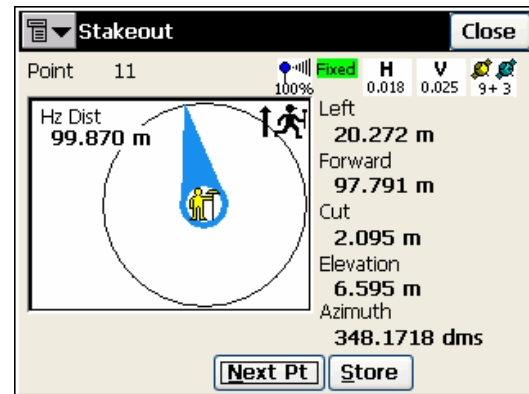 Stakeout Close
Point 11 100% Fixed H 0.018 V 0.025 9+ 3
Hz Dist
99.870 m
Left
20.272 m
Forward
97.791 m
Cut
2.095 m
Elevation
6.595 m
Azimuth
348.1718 dms
Next Pt Store